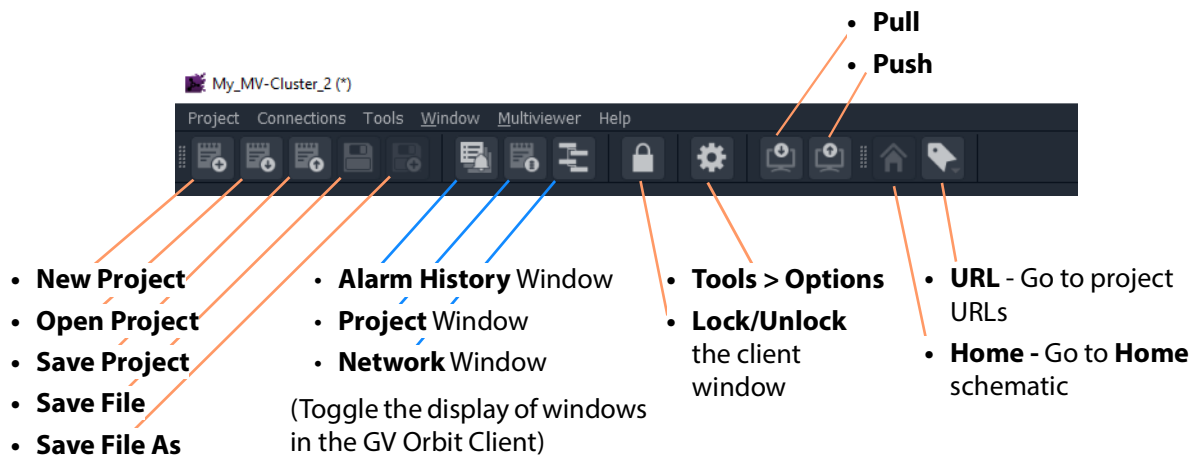 • Pull
• Push
My_MV-Cluster_2 (*)
Project Connections Tools Window Multiviewer Help
• New Project
• Open Project
• Save Project
• Save File
• Save File As
• Alarm History Window
• Project Window
• Network Window
(Toggle the display of windows
in the GV Orbit Client)
• Tools > Options
• Lock/Unlock
the client
window
• URL - Go to project
URLs
• Home - Go to Home
schematic